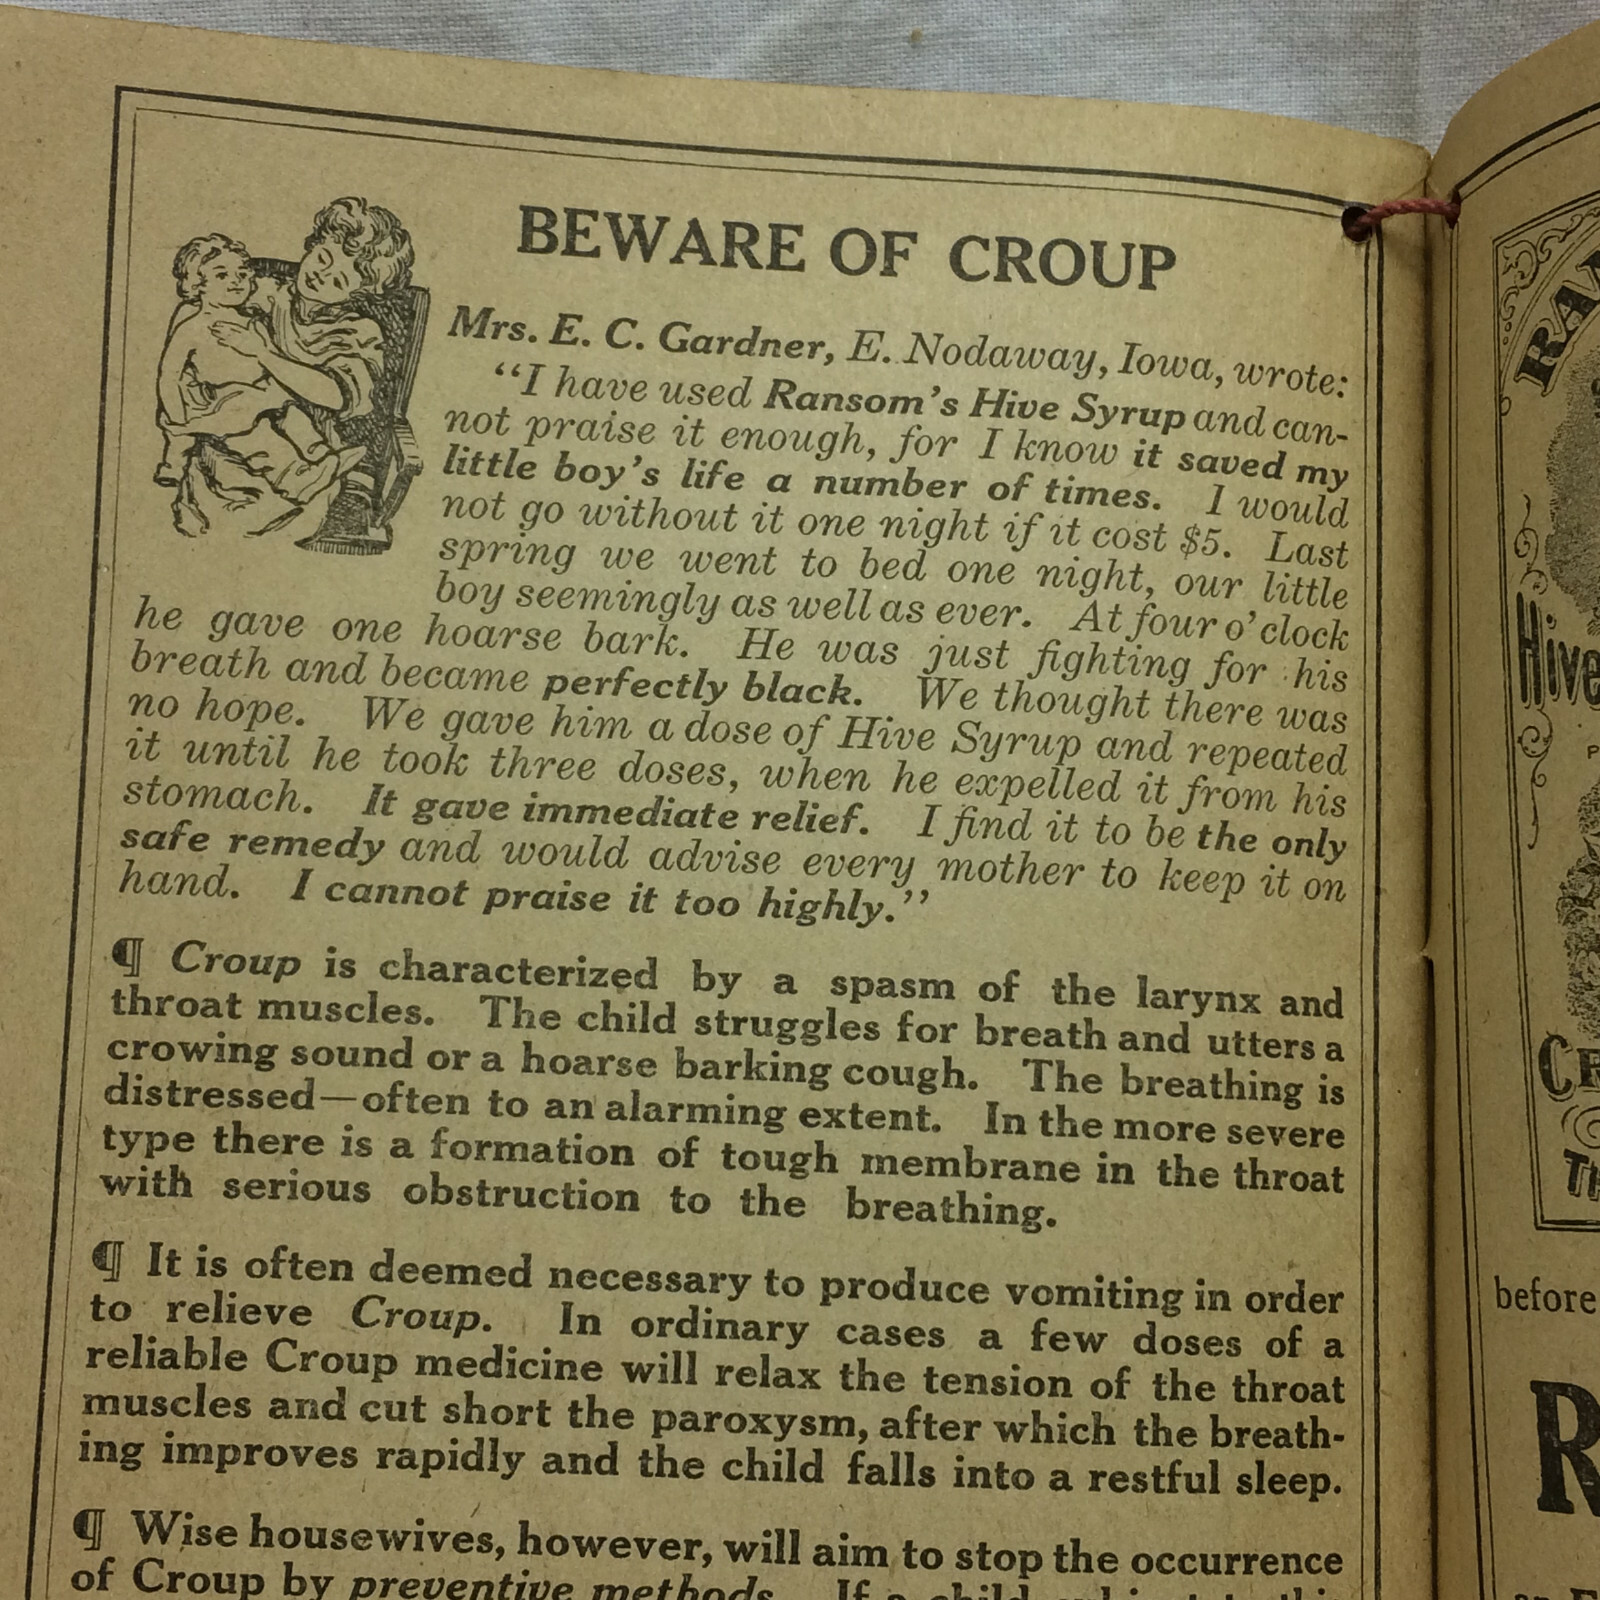 BEWARE OF CROUP
Mrs. E. C. Gardner, E. Nodaway, Iowa, wrote:
“I have used Ransom’s Hive Syrup and can-
not praise it enough, for I know it saved my
little boy’s life a number of times. I would
not go without it one night if it cost $5. Last
spring we went to bed one night, our little
boy seemingly as well as ever. At four o’clock
he gave one hoarse bark. He was just fighting for his
breath and became perfectly black. We thought there was
no hope. We gave him a dose of Hive Syrup and repeated
it until he took three doses, when he expelled it from his
stomach. It gave immediate relief. I find it to be the only
safe remedy and would advise every mother to keep it on
hand. I cannot praise it too highly.”
¶ Croup is characterized by a spasm of the larynx and
throat muscles. The child struggles for breath and utters a
crowing sound or a hoarse barking cough. The breathing is
distressed—often to an alarming extent. In the more severe
type there is a formation of tough membrane in the throat
with serious obstruction to the breathing.
¶ It is often deemed necessary to produce vomiting in order
to relieve Croup. In ordinary cases a few doses of a
reliable Croup medicine will relax the tension of the throat
muscles and cut short the paroxysm, after which the breath-
ing improves rapidly and the child falls into a restful sleep.
¶ Wise housewives, however, will aim to stop the occurrence
of Croup by preventive methods. If a child
Hive
before